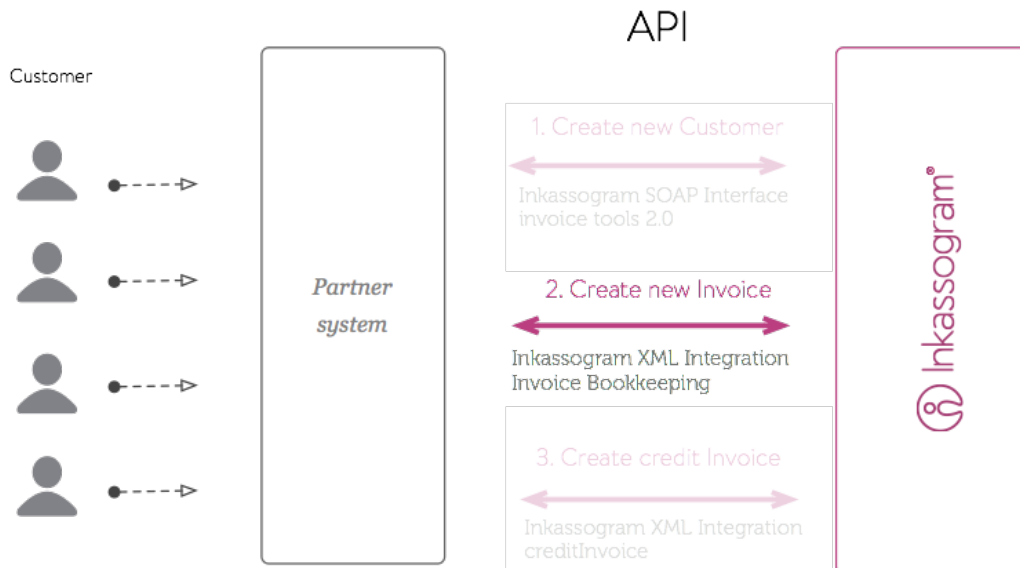 API
Customer
Partner
system
1. Create new Customer
Inkassogram SOAP Interface
invoice tools 2.0
2. Create new Invoice
Inkassogram XML Integration
Invoice Bookkeeping
3. Create credit Invoice
Inkassogram XML Integration
creditInvoice
Inkassogram®